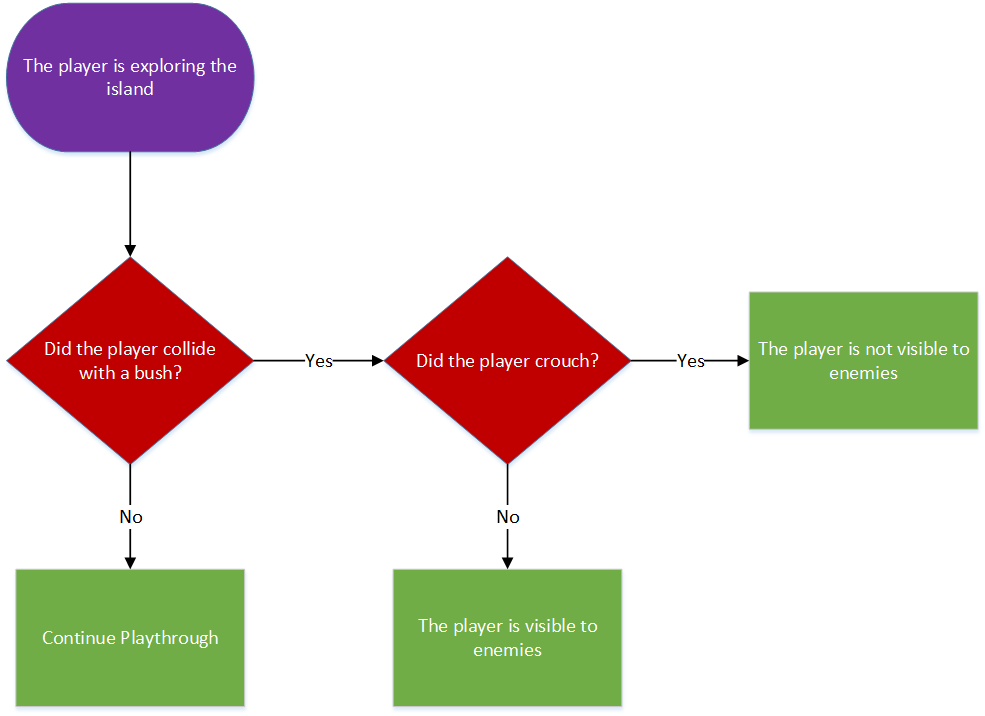 The player is exploring the
island
Did the player collide
with a bush?
Yes
Did the player crouch?
Yes
The player is not visible to
enemies
No
No
Continue Playthrough
The player is visible to
enemies